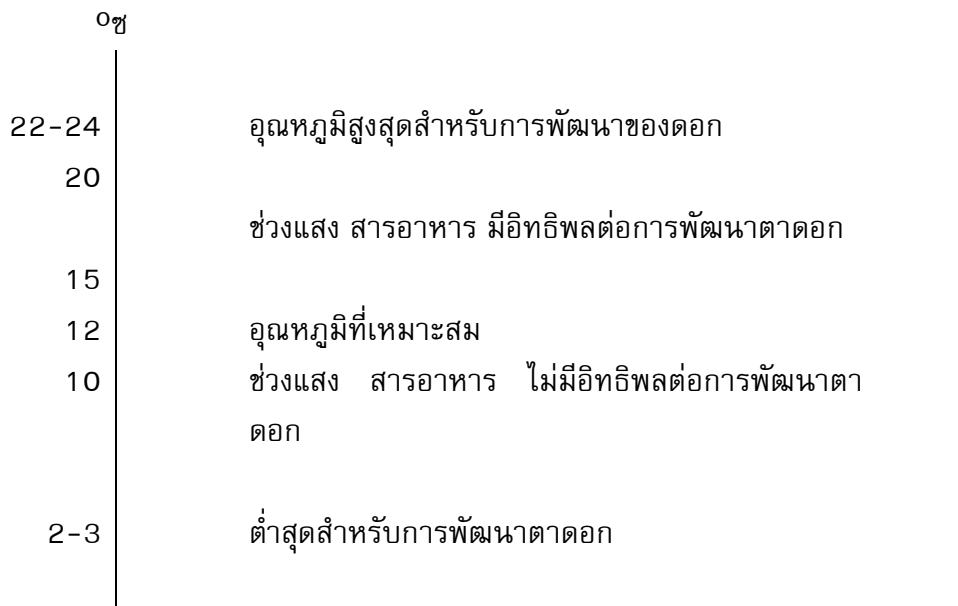 oซ
22-24 อุณหภูมิสูงสุดสำหรับการพัฒนาของดอก
20
ช่วงแสง สารอาหาร มีอิทธิพลต่อการพัฒนาตาดอก
15
12 อุณหภูมิที่เหมาะสม
10 ช่วงแสง สารอาหาร ไม่มีอิทธิพลต่อการพัฒนาตา
ดอก
2-3 ต่ำสุดสำหรับการพัฒนาตาดอก